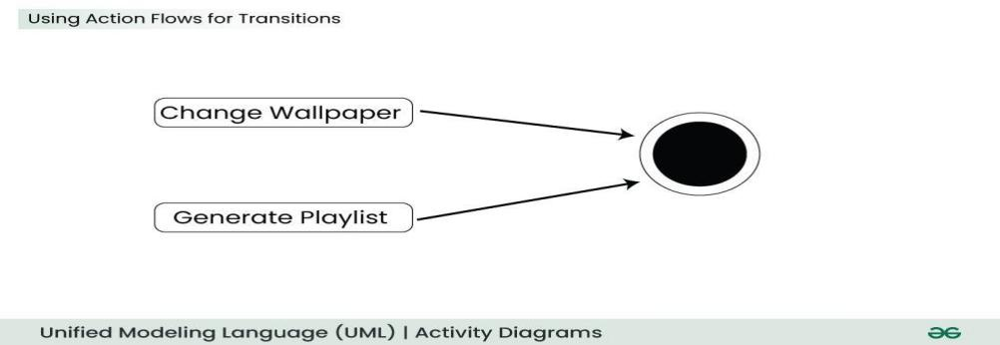 Using Action Flows for Transitions
Change Wallpaper
Generate Playlist
Unified Modeling Language (UML) | Activity Diagrams